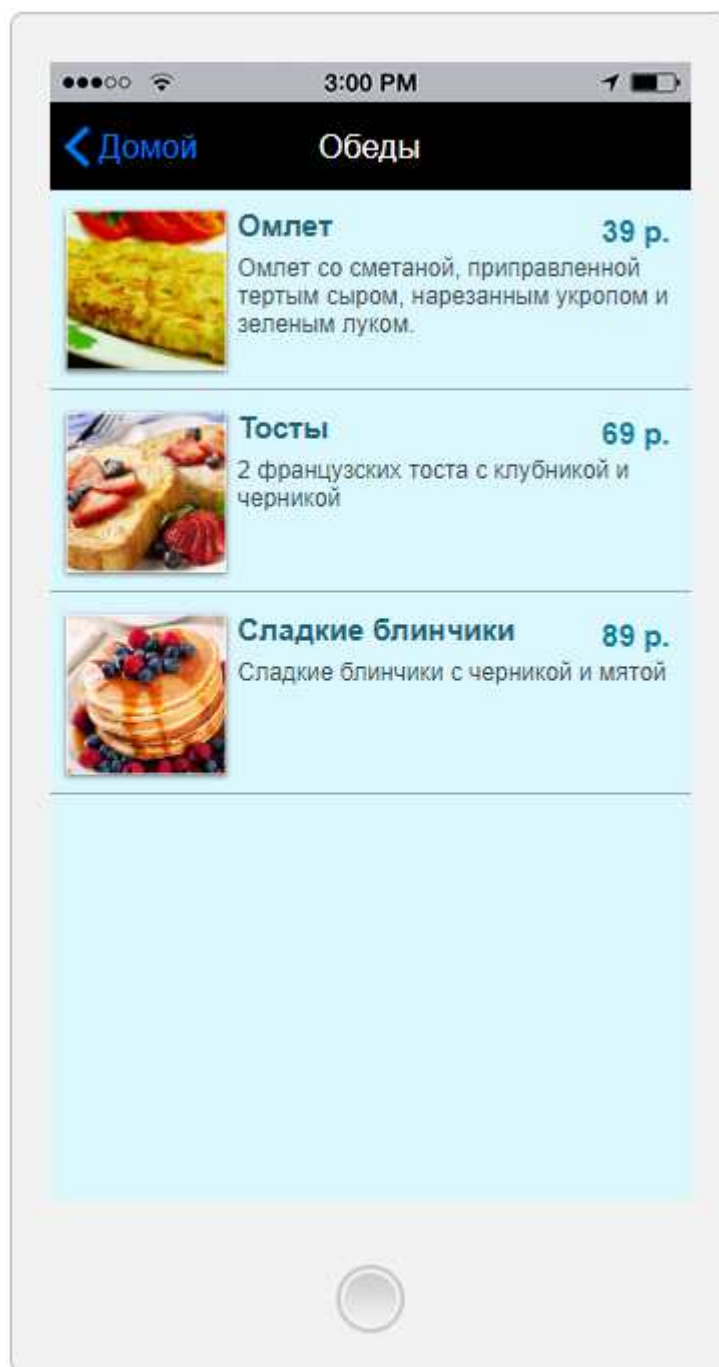 3:00 PM
Домой
Обеды
Омлет
39 р.
Омлет со сметаной, приправленной
тертым сыром, нарезанным укропом и
зеленым луком.
Тосты
69 р.
2 французских тоста с клубникой и
черникой
Сладкие блинчики
89 р.
Сладкие блинчики с черникой и мятой